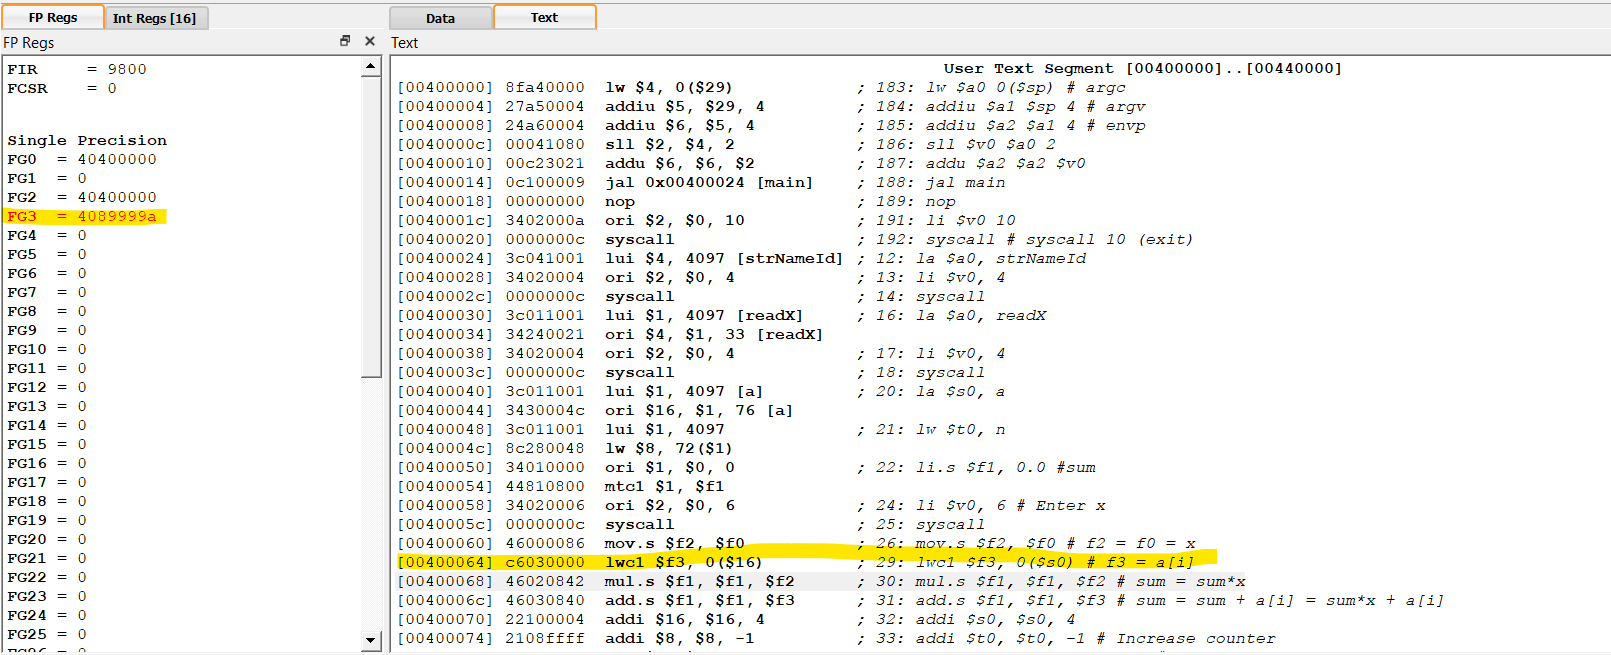 FP Regs Int Regs [16] Data Text
FP Regs
Text
FIR = 9800
FCSR = 0
Single Precision
FG0 = 40400000
FG1 = 0
FG2 = 40400000
FG3 = 4089999a
FG4 = 0
FG5 = 0
FG6 = 0
FG7 = 0
FG8 = 0
FG9 = 0
FG10 = 0
FG11 = 0
FG12 = 0
FG13 = 0
FG14 = 0
FG15 = 0
FG16 = 0
FG17 = 0
FG18 = 0
FG19 = 0
FG20 = 0
FG21 = 0
FG22 = 0
FG23 = 0
FG24 = 0
FG25 = 0
User Text Segment [00400000]..[00440000]
[00400000] 8fa40000 lw $4, 0($29) ; 183: lw $a0 0($sp) # argc
[00400004] 27a50004 addiu $5, $29, 4 ; 184: addiu $a1 $sp 4 # argv
[00400008] 24a60004 addiu $6, $5, 4 ; 185: addiu $a2 $a1 4 # envp
[0040000c] 00041080 sll $2, $4, 2 ; 186: sll $v0 $a0 2
[00400010] 00c23021 addu $6, $6, $2 ; 187: addu $a2 $a2 $v0
[00400014] 0c100009 jal 0x00400024 [main] ; 188: jal main
[00400018] 00000000 nop ; 189: nop
[0040001c] 3402000a ori $2, $0, 10 ; 191: li $v0 10
[00400020] 0000000c syscall ; 192: syscall # syscall 10 (exit)
[00400024] 3c041001 lui $4, 4097 [strNameId] ; 12: la $a0, strNameId
[00400028] 34020004 ori $2, $0, 4 ; 13: li $v0, 4
[0040002c] 0000000c syscall ; 14: syscall
[00400030] 3c011001 lui $1, 4097 [readX] ; 16: la $a0, readX
[00400034] 34240021 ori $4, $1, 33 [readX]
[00400038] 34020004 ori $2, $0, 4 ; 17: li $v0, 4
[0040003c] 0000000c syscall ; 18: syscall
[00400040] 3c011001 lui $1, 4097 [a] ; 20: la $s0, a
[00400044] 3430004c ori $16, $1, 76 [a]
[00400048] 3c011001 lui $1, 4097 ; 21: lw $t0, n
[0040004c] 8c280048 lw $8, 72($1)
[00400050] 34010000 ori $1, $0, 0 ; 22: li.s $f1, 0.0 #sum
[00400054] 44810800 mtc1 $1, $f1
[00400058] 34020006 ori $2, $0, 6 ; 24: li $v0, 6 # Enter x
[0040005c] 0000000c syscall ; 25: syscall
[00400060] 46000086 mov.s $f2, $f0 ; 26: mov.s $f2, $f0 # f2 = f0 = x
[00400064] c6030000 lwc1 $f3, 0($16) ; 29: lwc1 $f3, 0($s0) # f3 = a[i]
[00400068] 46020842 mul.s $f1, $f1, $f2 ; 30: mul.s $f1, $f1, $f2 # sum = sum*x
[0040006c] 46030840 add.s $f1, $f1, $f3 ; 31: add.s $f1, $f1, $f3 # sum = sum + a[i] = sum*x + a[i]
[00400070] 22100004 addi $16, $16, 4 ; 32: addi $s0, $s0, 4
[00400074] 2108ffff addi $8, $8, -1 ; 33: addi $t0, $t0, -1 # Increase counter